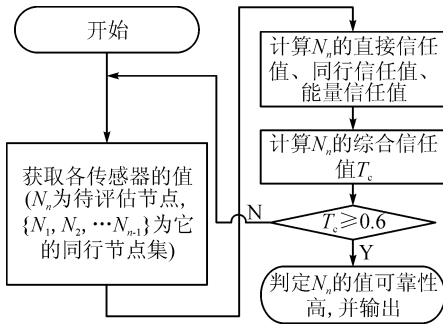 开始
获取各传感器的值
(Nₙ为待评估节点,
{N₁, N₂, …Nₙ₋₁}为它
的同行节点集)
计算Nₙ的直接信任
值、同行信任值、
能量信任值
计算Nₙ的综合信任
值T꜀
N
T꜀≥0.6
Y
判定Nₙ的值可靠性
高,并输出